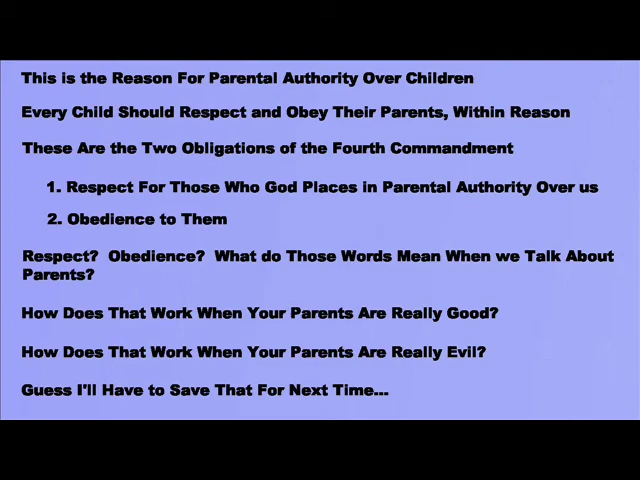 This is the Reason For Parental Authority Over Children
Every Child Should Respect and Obey Their Parents, Within Reason
These Are the Two Obligations of the Fourth Commandment
1. Respect For Those Who God Places in Parental Authority Over us
2. Obedience to Them
Respect?  Obedience?  What do Those Words Mean When we Talk About
Parents?
How Does That Work When Your Parents Are Really Good?
How Does That Work When Your Parents Are Really Evil?
Guess I'll Have to Save That For Next Time...